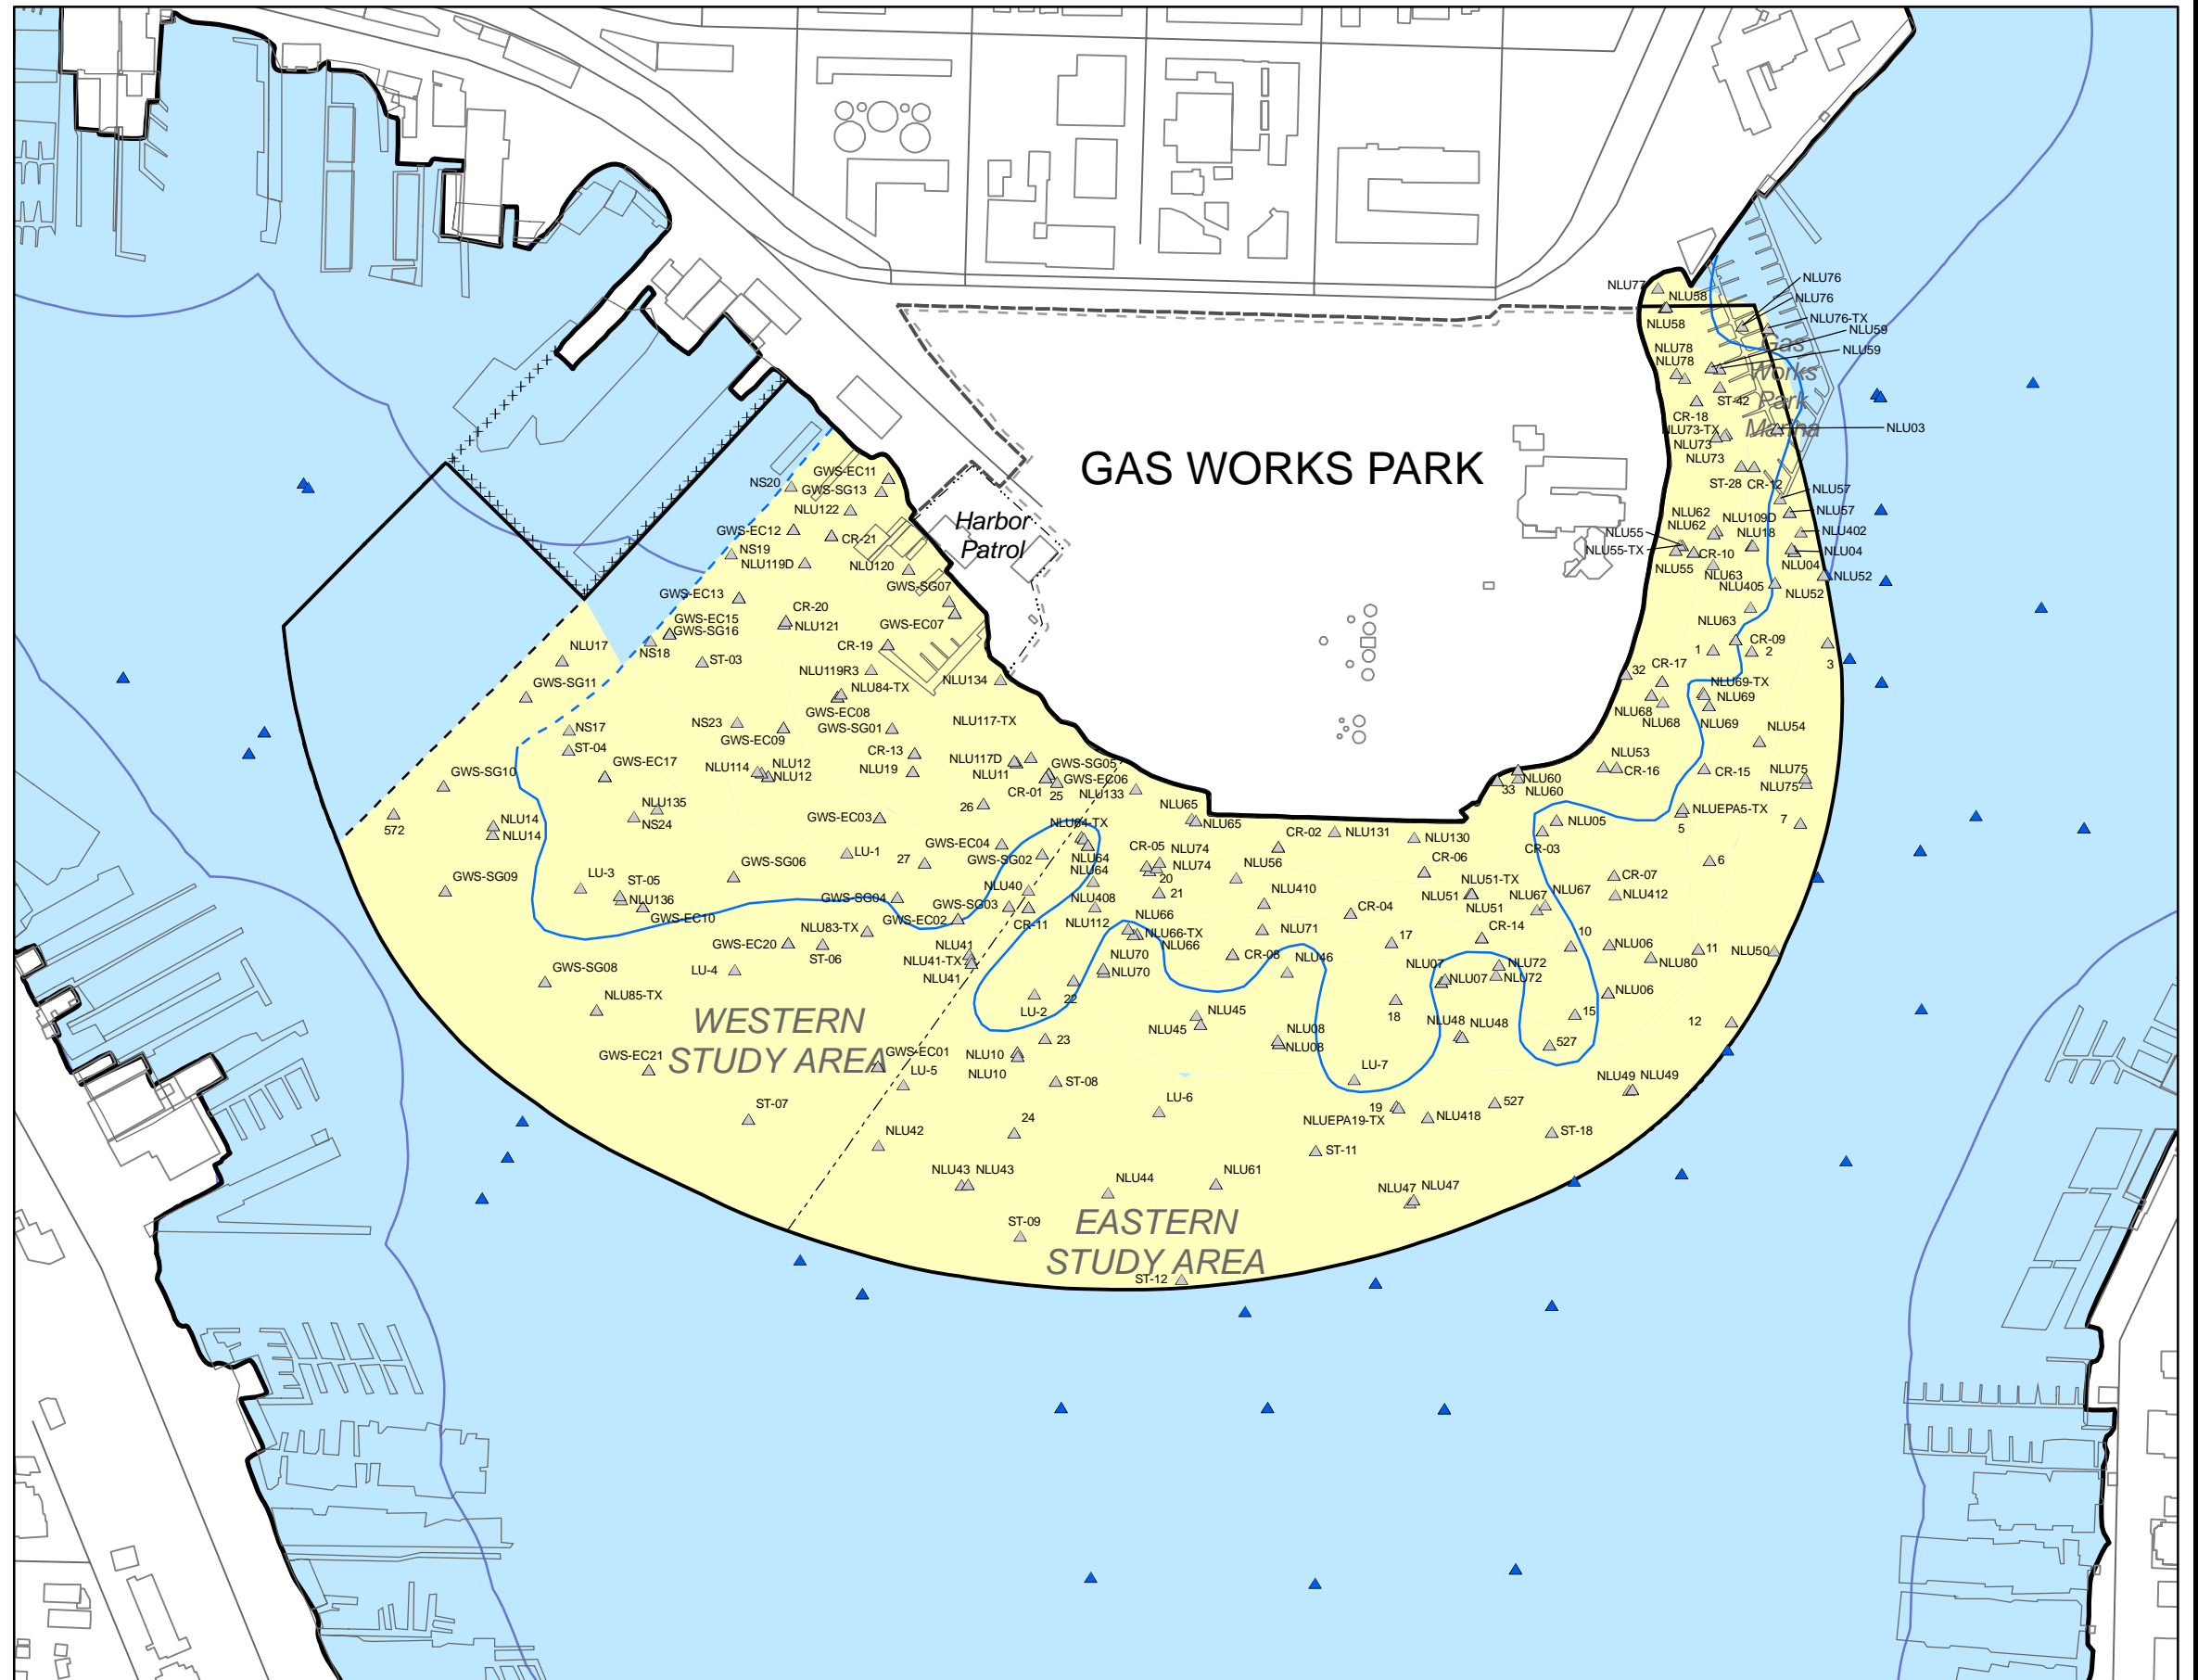 NLU77
NLU58
NLU76
NLU76
NLU58
NLU76-TX
NLU59
NLU78
NLU59
NLU78
Gas
Works
Park
Marina
ST-42
CR-18
NLU73-TX
NLU03
NLU73
NLU73
GAS WORKS PARK
GWS-EC11
NS20
GWS-SG13
ST-28
CR-12
NLU57
NLU122
NLU62
NLU109D
NLU57
Harbor
Patrol
GWS-EC12
CR-21
NLU55
NLU62
NLU18
NLU402
NS19
NLU55-TX
CR-10
NLU04
NLU119D
NLU120
NLU55
NLU63
NLU04
NLU52
GWS-SG07
NLU405
NLU52
GWS-EC13
CR-20
GWS-EC15
NLU121
GWS-EC07
GWS-SG16
NLU63
CR-09
NS18
CR-19
1
2
3
NLU17
ST-03
CR-17
NLU119R3
32
NLU134
GWS-SG11
NLU84-TX
NLU69-TX
NLU69
GWS-EC08
NLU68
NLU68
NLU69
NS17
NS23
GWS-SG01
NLU117-TX
NLU54
GWS-EC09
ST-04
CR-13
NLU53
GWS-EC17
NLU114
NLU12
NLU12
NLU19
NLU117D
NLU11
GWS-SG05
GWS-EC06
CR-16
CR-15
NLU75
NLU75
GWS-SG10
NLU60
NLU60
33
CR-01
25
NLU133
NLU135
NS24
26
NLU65
NLU65
NLUEPA5-TX
5
7
572
NLU14
NLU14
GWS-EC03
NLU64-TX
CR-02
NLU131
NLU130
NLU05
CR-03
LU-1
27
GWS-EC04
GWS-SG02
NLU64
NLU64
CR-05
NLU74
NLU74
NLU56
CR-06
6
GWS-SG09
LU-3
ST-05
GWS-SG06
20
21
NLU51-TX
CR-07
NLU136
GWS-EC10
GWS-SG04
NLU40
GWS-SG03
NLU408
NLU410
NLU51
NLU51
NLU67
NLU67
NLU412
GWS-EC02
CR-11
NLU112
NLU66
CR-04
NLU83-TX
NLU66-TX
NLU66
NLU71
CR-14
GWS-EC20
ST-06
NLU41
17
10
NLU06
11
NLU50
LU-4
NLU41-TX
NLU41
NLU70
NLU70
CR-08
NLU46
NLU07
NLU07
NLU72
NLU72
NLU80
GWS-SG08
NLU85-TX
22
LU-2
18
NLU06
WESTERN
STUDY AREA
NLU45
NLU45
15
12
23
NLU08
NLU08
NLU48
NLU48
527
GWS-EC21
GWS-EC01
LU-5
NLU10
NLU10
LU-7
ST-08
NLU49
NLU49
ST-07
LU-6
19
NLUEPA19-TX
NLU418
527
24
ST-18
NLU42
ST-11
NLU43
NLU43
NLU44
NLU61
NLU47
NLU47
ST-09
EASTERN
STUDY AREA
ST-12